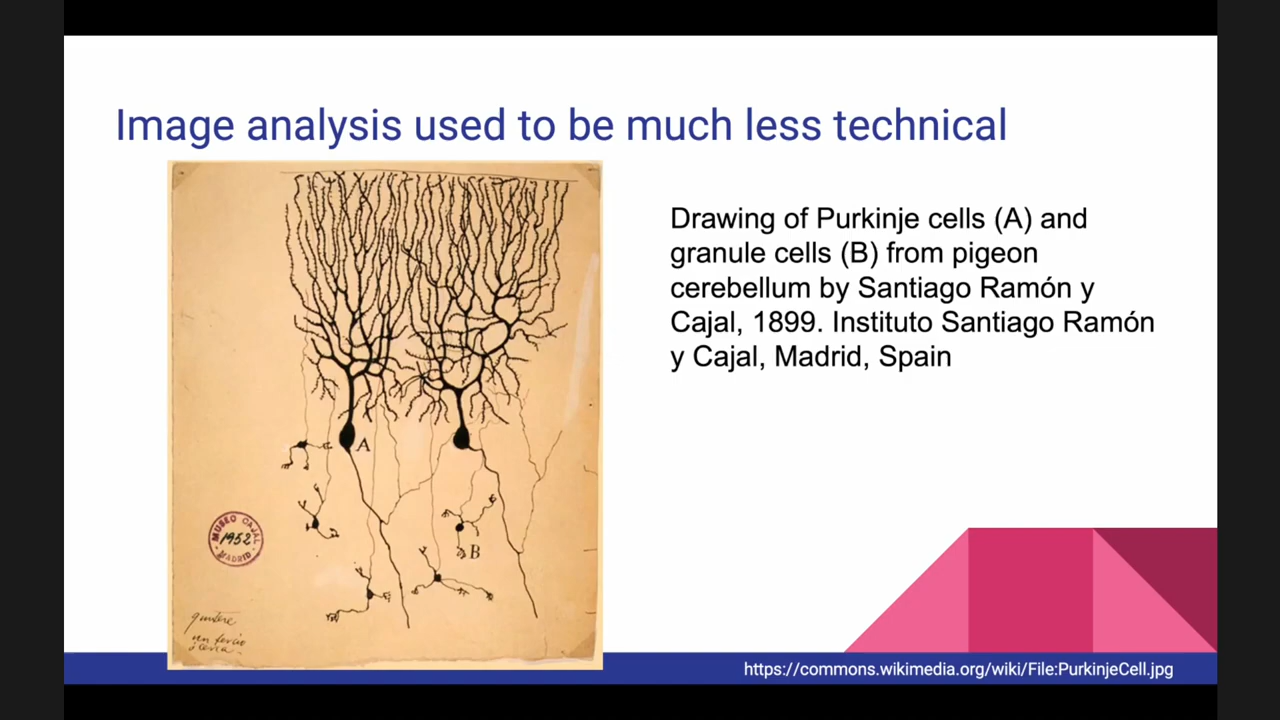 Image analysis used to be much less technical
Drawing of Purkinje cells (A) and
granule cells (B) from pigeon
cerebellum by Santiago Ramón y
Cajal, 1899. Instituto Santiago Ramón
y Cajal, Madrid, Spain
A
B
MUSEO CAJAL
1952
MADRID
https://commons.wikimedia.org/wiki/File:PurkinjeCell.jpg